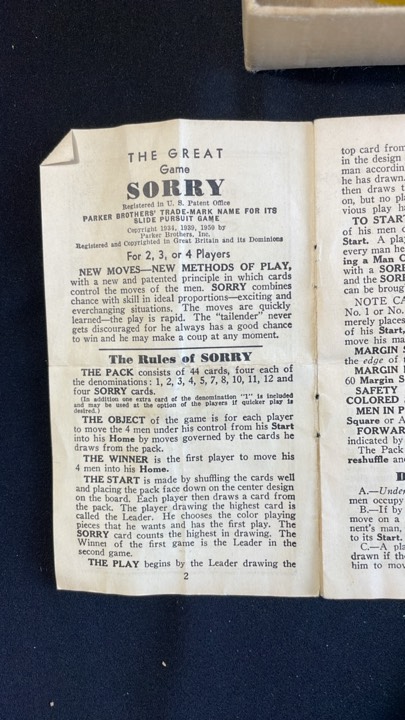 THE GREAT
Game
SORRY
Registered in U. S. Patent Office
PARKER BROTHERS' TRADE-MARK NAME FOR ITS
SLIDE PURSUIT GAME
Copyright 1934, 1939, 1950 by
Parker Brothers, Inc.
Registered and Copyrighted in Great Britain and its Dominions
For 2, 3, or 4 Players
NEW MOVES—NEW METHODS OF PLAY,
with a new and patented principle in which cards
control the moves of the men. SORRY combines
chance with skill in ideal proportions—exciting and
everchanging situations. The moves are quickly
learned—the play is rapid. The "tailender" never
gets discouraged for he always has a good chance
to win and he may make a coup at any moment.
The Rules of SORRY
THE PACK consists of 44 cards, four each of
the denominations: 1, 2, 3, 4, 5, 7, 8, 10, 11, 12 and
four SORRY cards.
(In addition one extra card of the denomination "1" is included
and may be used at the option of the players if quicker play is
desired.)
THE OBJECT of the game is for each player
to move the 4 men under his control from his Start
into his Home by moves governed by the cards he
draws from the pack.
THE WINNER is the first player to move his
4 men into his Home.
THE START is made by shuffling the cards well
and placing the pack face down on the center design
on the board. Each player then draws a card from
the pack. The player drawing the highest card is
called the Leader. He chooses the color playing
pieces that he wants and has the first play. The
SORRY card counts the highest in drawing. The
Winner of the first game is the Leader in the
second game.
THE PLAY begins by the Leader drawing the
2
top card from
in the design
man accordin
he has drawn.
then draws t
on, but no pl
vious play h
TO START
of his men o
Start. A play
every man he
ing a Man O
with a SORR
and the SORR
can be broug
NOTE CA
No. 1 or No.
merely places
of his Start,
move his ma
MARGIN S
the edge of t
MARGIN I
60 Margin S
SAFETY
COLORED
MEN IN P
Square or A
FORWAR
indicated by
The Pack
reshuffle and
A.—Under
men occupy
B.—If by
move on a
nent's man,
to its Start.
C.—A pla
drawn if the
him to mov